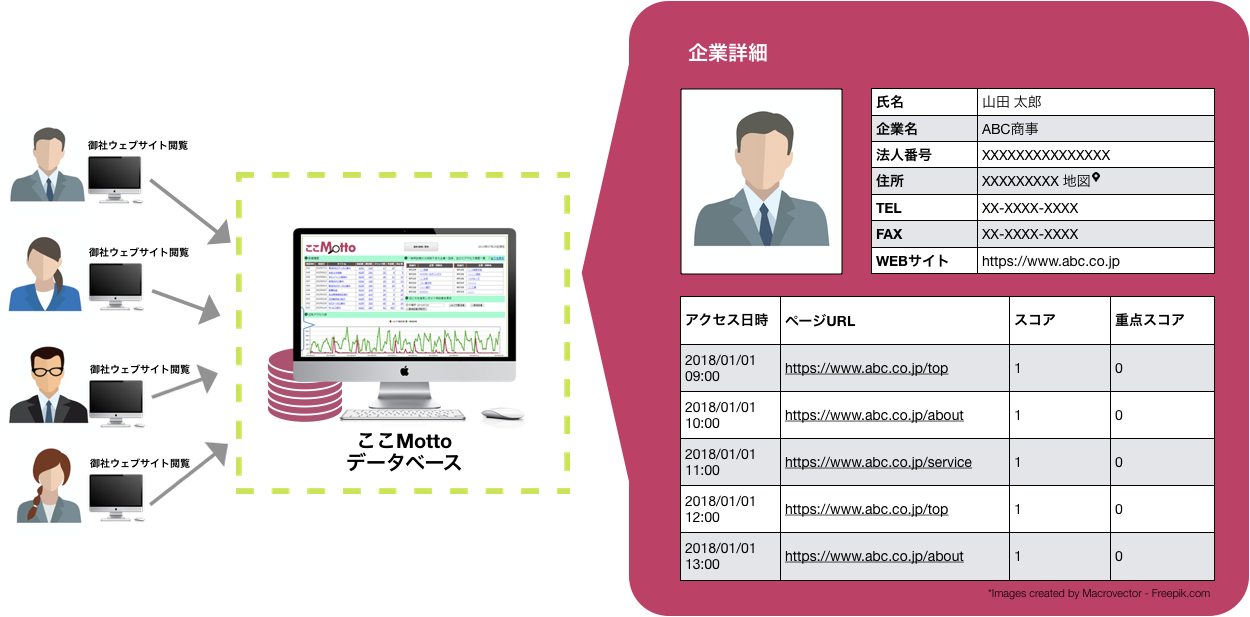 御社ウェブサイト閲覧
御社ウェブサイト閲覧
御社ウェブサイト閲覧
御社ウェブサイト閲覧
ここMotto
ここMotto
データベース
企業詳細
氏名 山田 太郎
企業名 ABC商事
法人番号 XXXXXXXXXXXXXXX
住所 XXXXXXXXX 地図
TEL XX-XXXX-XXXX
FAX XX-XXXX-XXXX
WEBサイト https://www.abc.co.jp
アクセス日時 ページURL スコア 重点スコア
2018/01/01
09:00 https://www.abc.co.jp/top 1 0
2018/01/01
10:00 https://www.abc.co.jp/about 1 0
2018/01/01
11:00 https://www.abc.co.jp/service 1 0
2018/01/01
12:00 https://www.abc.co.jp/top 1 0
2018/01/01
13:00 https://www.abc.co.jp/about 1 0
*Images created by Macrovector - Freepik.com